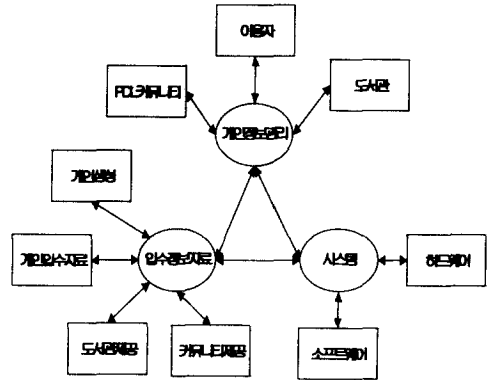 이용자
PDL커뮤니티
도서관
개인정보관리
개인생성
개인입수자료
입수정보자료
시스템
하드웨어
도서관제공
커뮤니티제공
소프트웨어